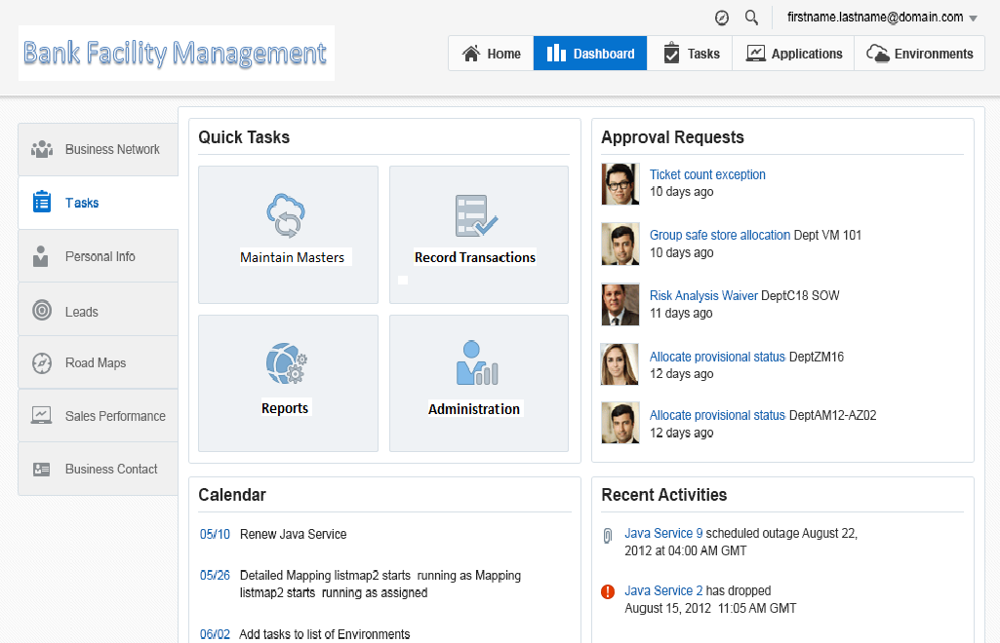 firstname.lastname@domain.com
Bank Facility Management
Home
Dashboard
Tasks
Applications
Environments
Business Network
Tasks
Personal Info
Leads
Road Maps
Sales Performance
Business Contact
Quick Tasks
Maintain Masters
Record Transactions
Reports
Administration
Approval Requests
Ticket count exception
10 days ago
Group safe store allocation Dept VM 101
10 days ago
Risk Analysis Waiver DeptC18 SOW
11 days ago
Allocate provisional status DeptZM16
12 days ago
Allocate provisional status DeptAM12-AZ02
12 days ago
Calendar
05/10 Renew Java Service
05/26 Detailed Mapping listmap2 starts running as Mapping
listmap2 starts running as assigned
06/02 Add tasks to list of Environments
Recent Activities
Java Service 9 scheduled outage August 22,
2012 at 04:00 AM GMT
Java Service 2 has dropped
August 15, 2012 11:05 AM GMT